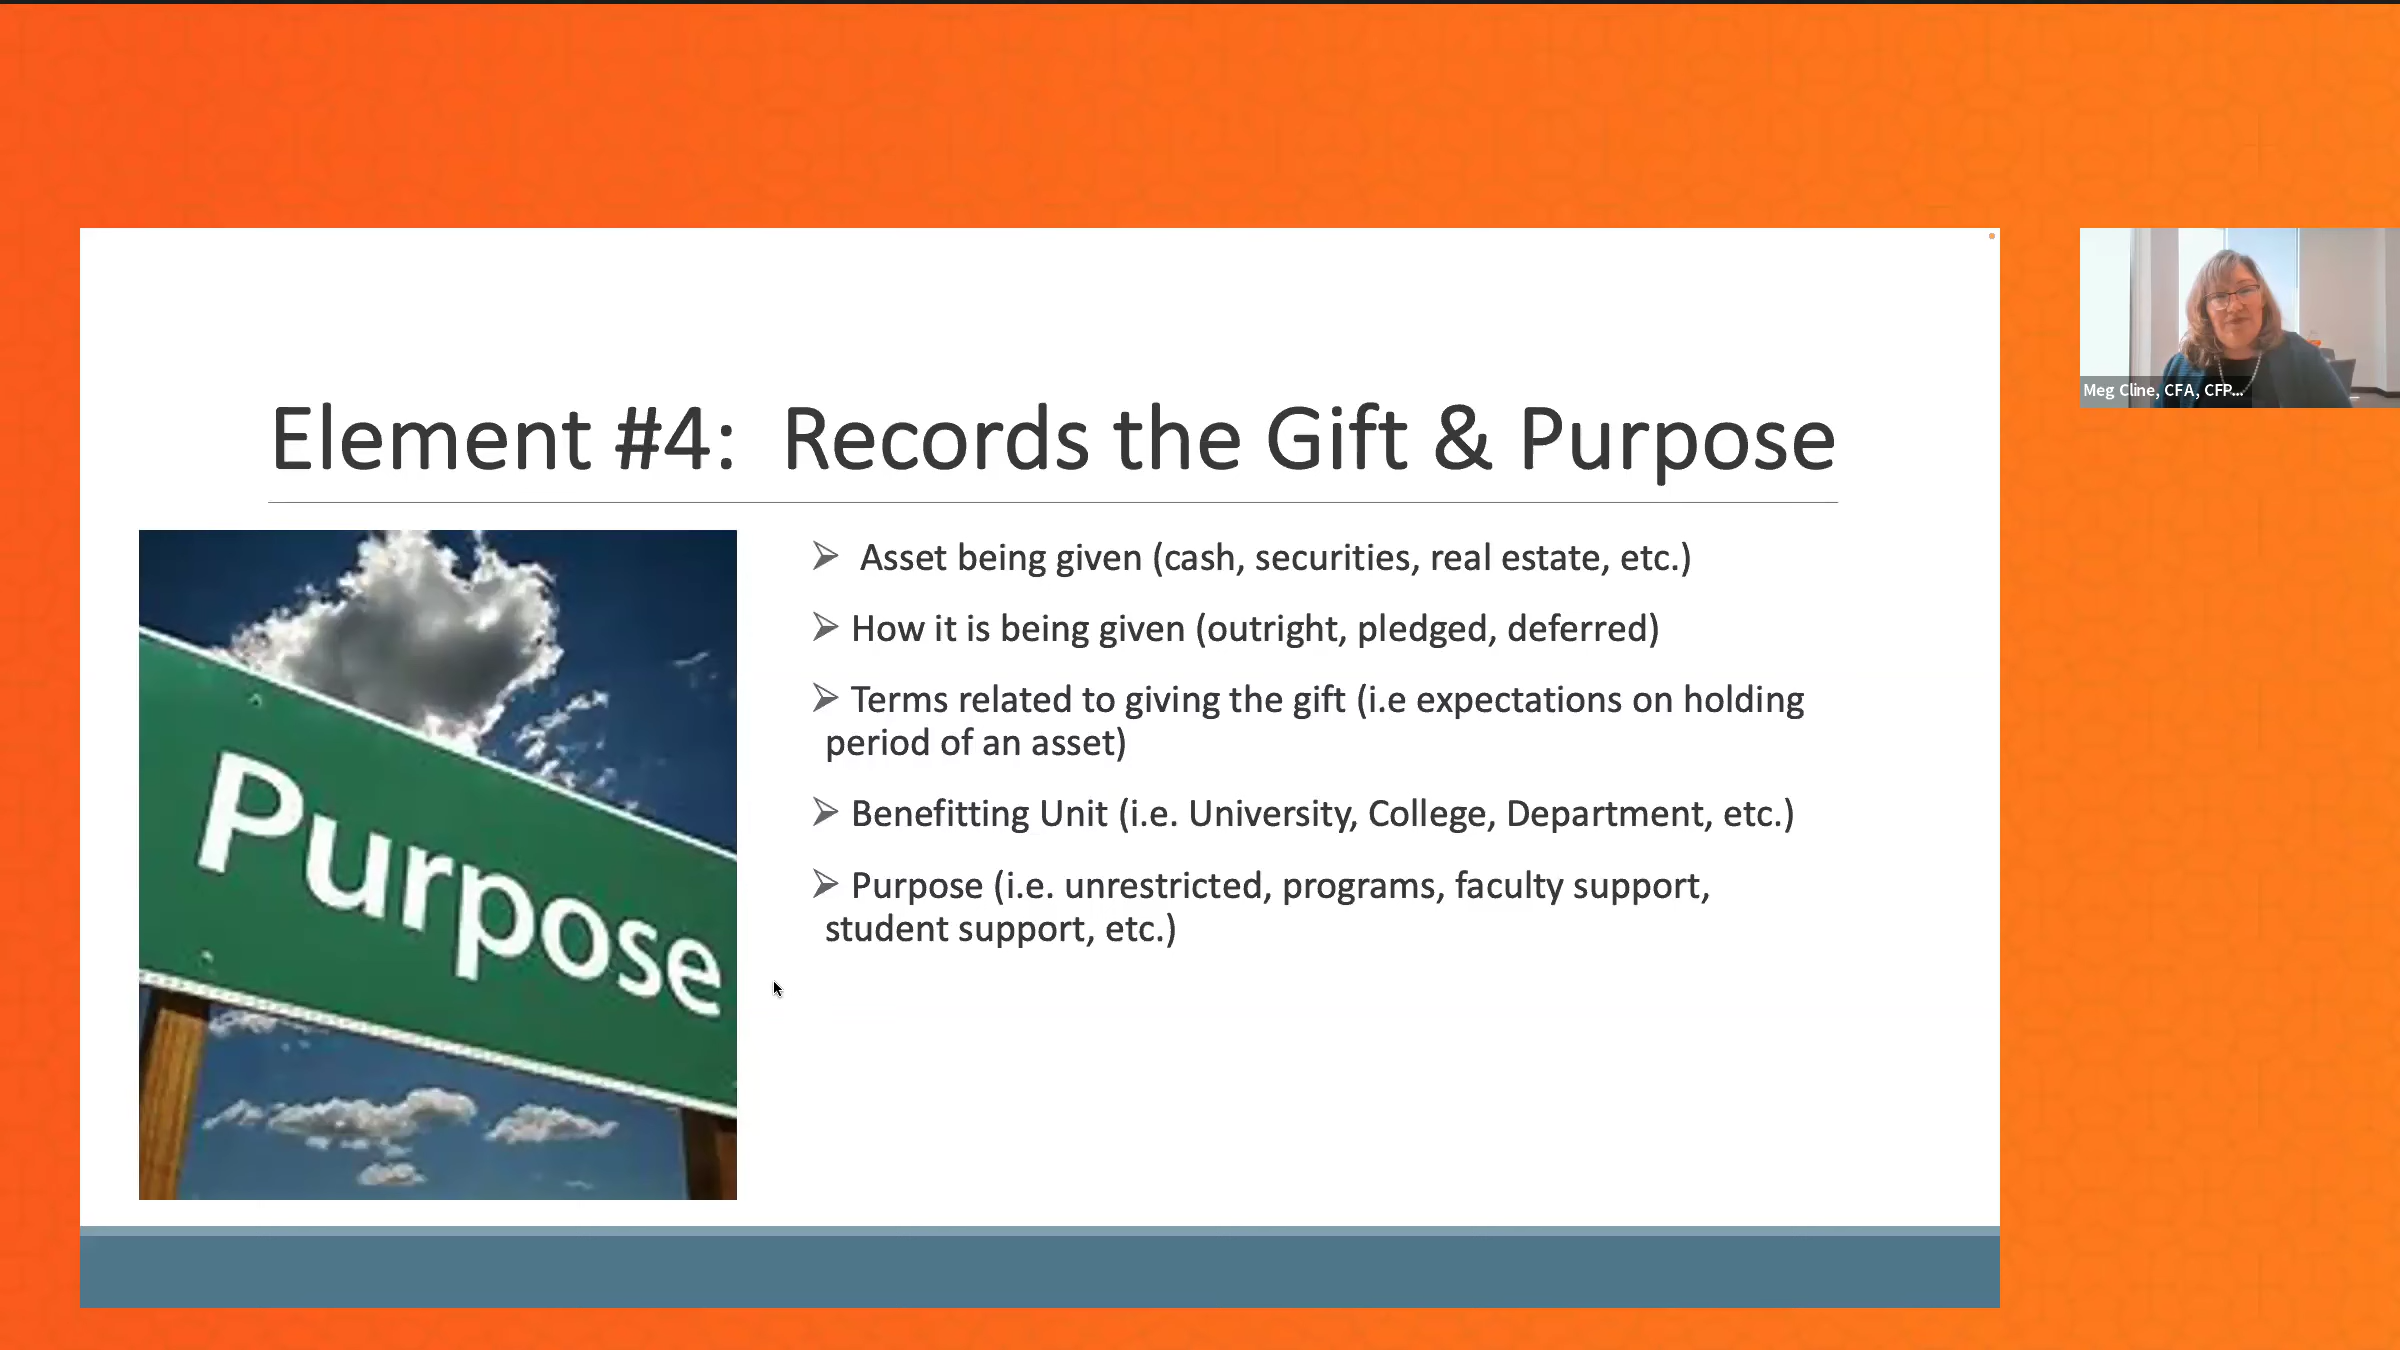 Element #4:  Records the Gift & Purpose
Purpose
➢ Asset being given (cash, securities, real estate, etc.)
➢ How it is being given (outright, pledged, deferred)
➢ Terms related to giving the gift (i.e expectations on holding
period of an asset)
➢ Benefitting Unit (i.e. University, College, Department, etc.)
➢ Purpose (i.e. unrestricted, programs, faculty support,
student support, etc.)
Meg Cline, CFA, CFP...